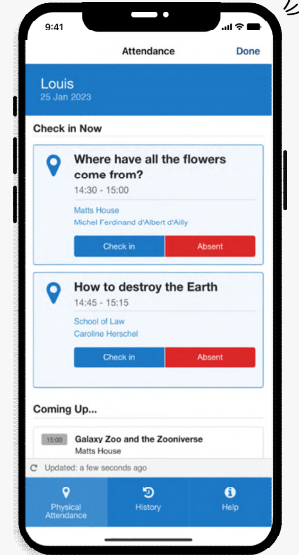 9:41
Attendance
Done
Louis
25 Jan 2023
Check in Now
Where have all the flowers
come from?
14:30 - 15:00
Matts House
Michel Ferdinand d'Albert d'Ailly
Check in
Absent
How to destroy the Earth
14:45 - 15:15
School of Law
Caroline Herschel
Check in
Absent
Coming Up...
15:00
Galaxy Zoo and the Zooniverse
Matts House
Updated: a few seconds ago
Physical
Attendance
History
Help